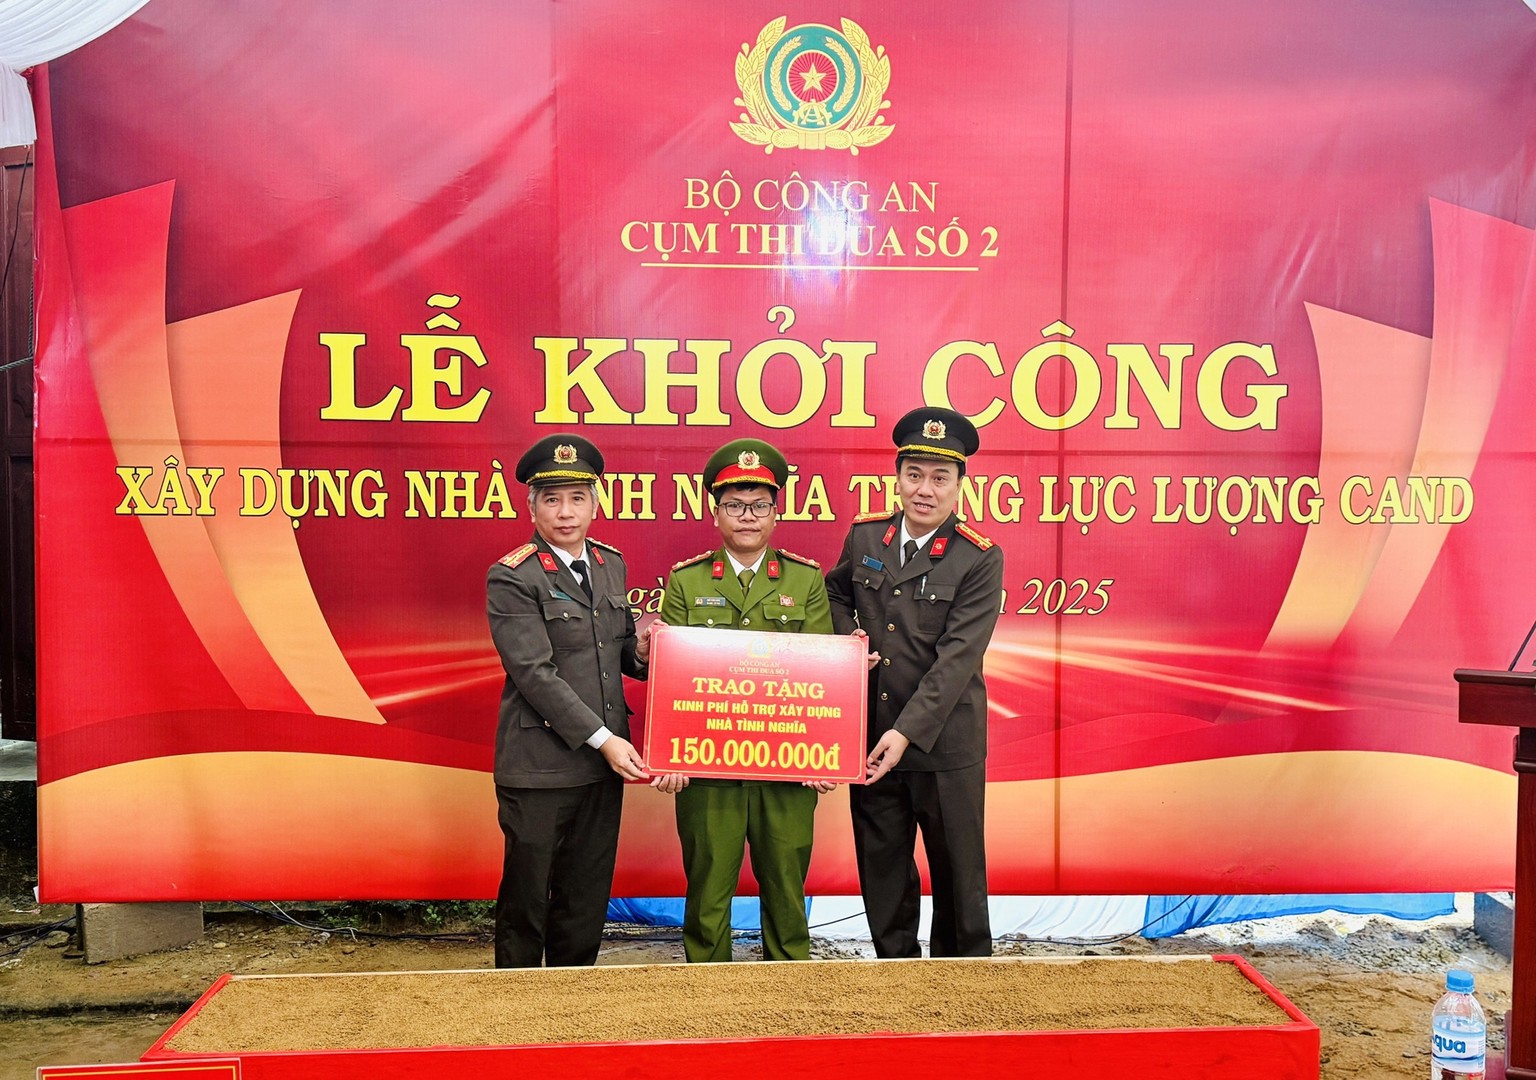 BỘ CÔNG AN
CỤM THI ĐUA SỐ 2
LỄ KHỞI CÔNG
XÂY DỰNG NHÀ NGHĨA LỰC LƯỢNG CAND
2025
BỘ CÔNG AN
CỤM THI ĐUA SỐ 2
TRAO TẶNG
KINH PHÍ HỖ TRỢ XÂY DỰNG
NHÀ TÌNH NGHĨA
150.000.000đ
qua